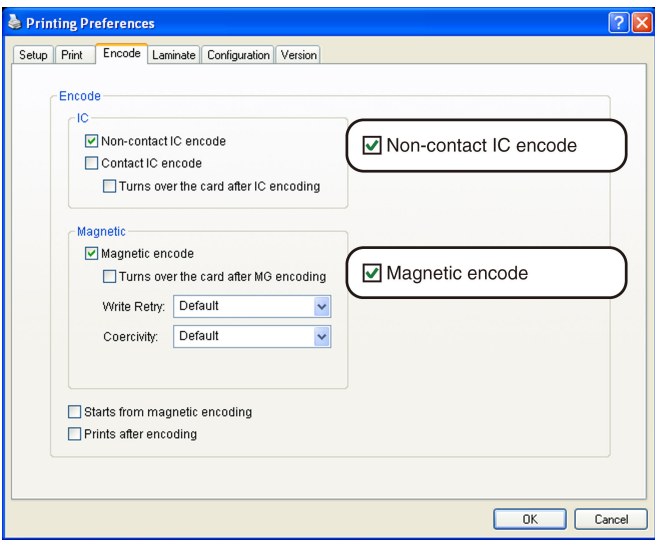 Printing Preferences
Setup Print Encode Laminate Configuration Version
Encode
IC
Non-contact IC encode
Non-contact IC encode
Contact IC encode
Turns over the card after IC encoding
Magnetic
Magnetic encode
Magnetic encode
Turns over the card after MG encoding
Write Retry: Default
Coercivity: Default
Starts from magnetic encoding
Prints after encoding
OK Cancel